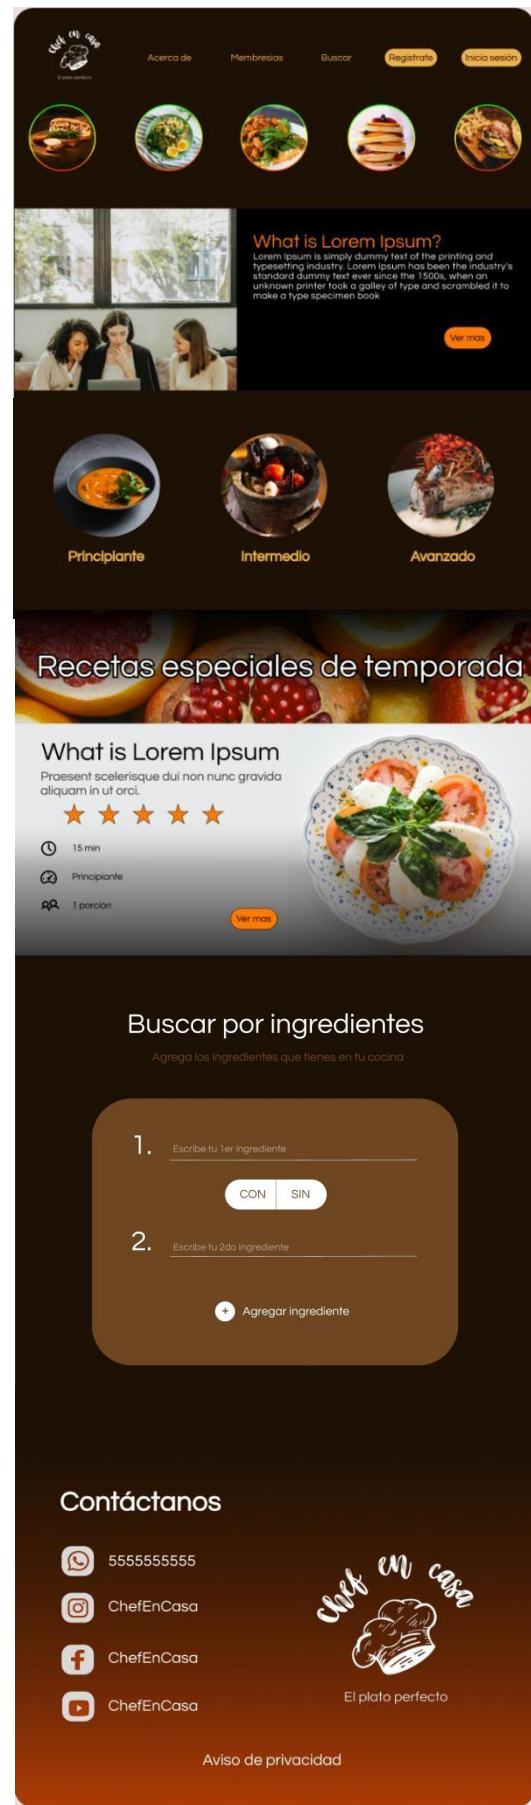 Chef en casa
El plato perfecto
Acerca de
Membresias
Buscar
Registrate
Inicia sesión
What is Lorem Ipsum?
Lorem Ipsum is simply dummy text of the printing and
typesetting industry. Lorem Ipsum has been the industry's
standard dummy text ever since the 1500s, when an
unknown printer took a galley of type and scrambled it to
make a type specimen book
Ver mas
Principiante
Intermedio
Avanzado
Recetas especiales de temporada
What is Lorem Ipsum
Praesent scelerisque dui non nunc gravida
aliquam in ut orci.
15 min
Principiante
1 porción
Ver mas
Buscar por ingredientes
Agrega los ingredientes que tienes en tu cocina
1.
Escribe tu 1er ingrediente
CON
SIN
2.
Escribe tu 2do ingrediente
+ Agregar ingrediente
Contáctanos
5555555555
ChefEnCasa
ChefEnCasa
ChefEnCasa
Chef en casa
El plato perfecto
Aviso de privacidad